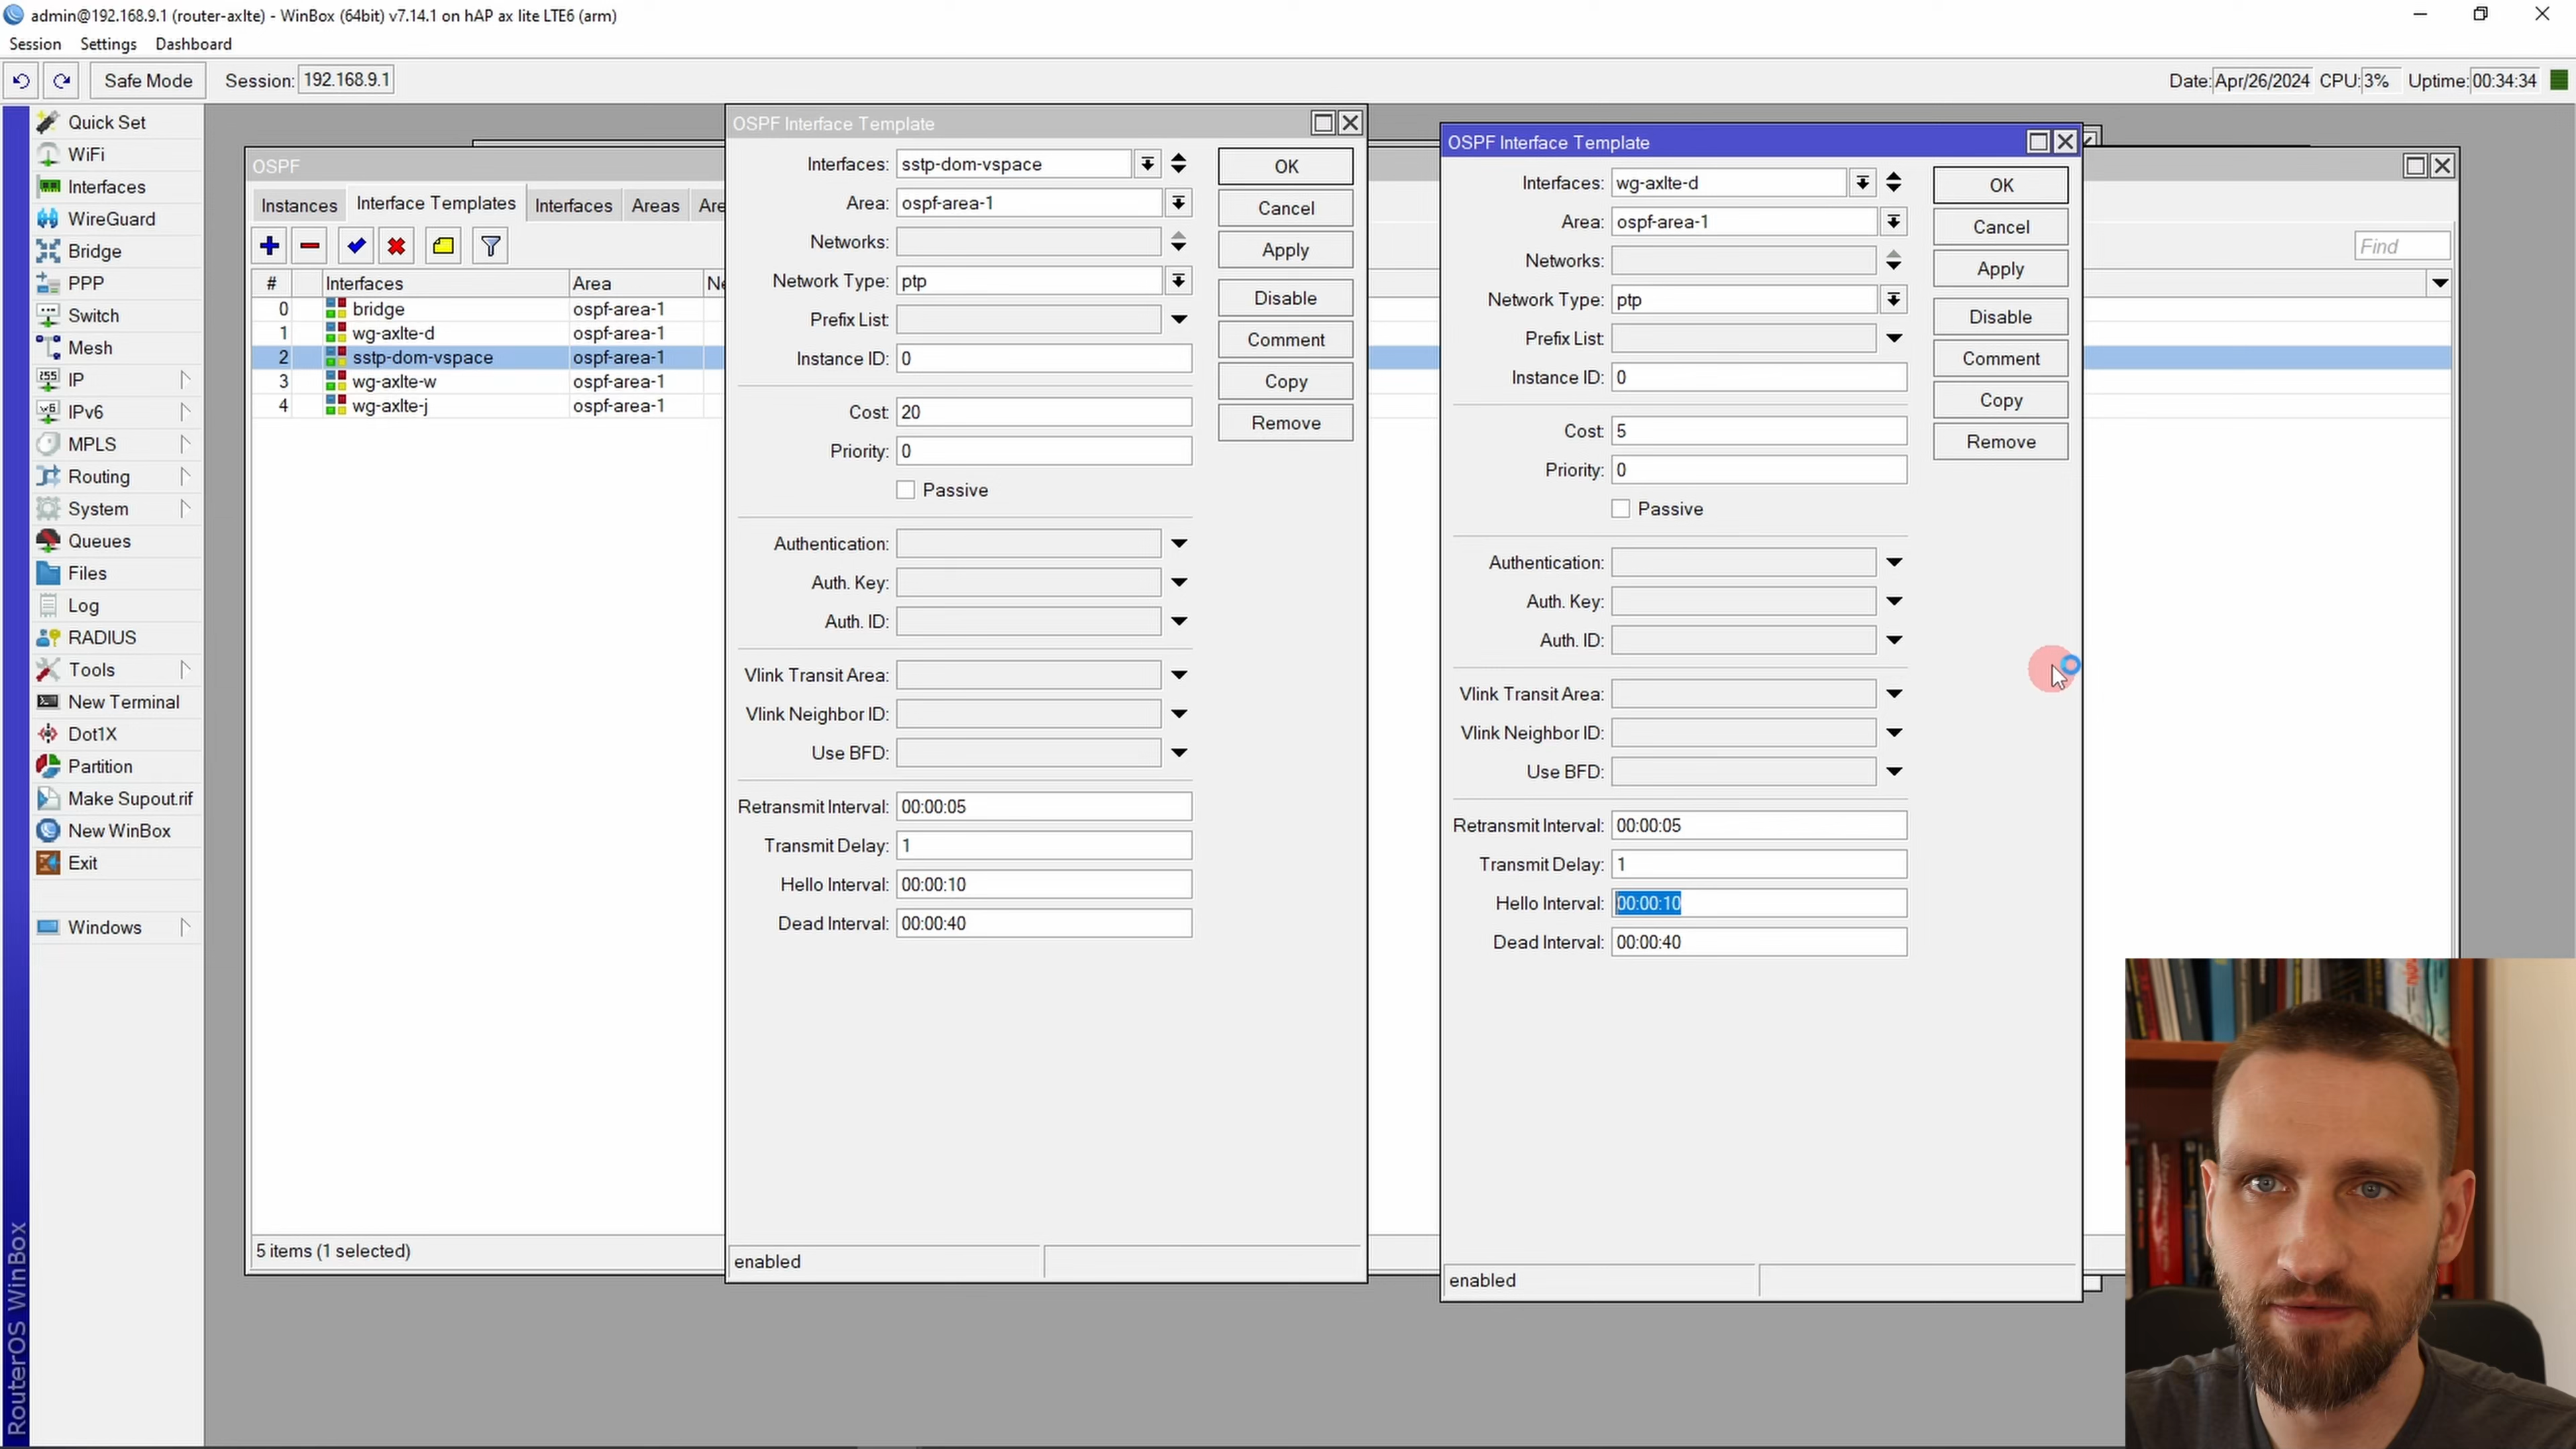 admin@192.168.9.1 (router-axlte) - WinBox (64bit) v7.14.1 on hAP ax lite LTE6 (arm)
Session Settings Dashboard
Safe Mode Session: 192.168.9.1 Date: Apr/26/2024 CPU: 3% Uptime: 00:34:34
Quick Set
WiFi
Interfaces
WireGuard
Bridge
PPP
Switch
Mesh
IP
IPv6
MPLS
Routing
System
Queues
Files
Log
RADIUS
Tools
New Terminal
Dot1X
Partition
Make Supout.rif
New WinBox
Exit
Windows
RouterOS WinBox
OSPF
Instances Interface Templates Interfaces Areas Are
Find
# Interfaces Area Ne
0 bridge ospf-area-1
1 wg-axlte-d ospf-area-1
2 sstp-dom-vspace ospf-area-1
3 wg-axlte-w ospf-area-1
4 wg-axlte-j ospf-area-1
5 items (1 selected)
OSPF Interface Template
Interfaces: sstp-dom-vspace
Area: ospf-area-1
Networks:
Network Type: ptp
Prefix List:
Instance ID: 0
Cost: 20
Priority: 0
Passive
Authentication:
Auth. Key:
Auth. ID:
Vlink Transit Area:
Vlink Neighbor ID:
Use BFD:
Retransmit Interval: 00:00:05
Transmit Delay: 1
Hello Interval: 00:00:10
Dead Interval: 00:00:40
OK
Cancel
Apply
Disable
Comment
Copy
Remove
enabled
OSPF Interface Template
Interfaces: wg-axlte-d
Area: ospf-area-1
Networks:
Network Type: ptp
Prefix List:
Instance ID: 0
Cost: 5
Priority: 0
Passive
Authentication:
Auth. Key:
Auth. ID:
Vlink Transit Area:
Vlink Neighbor ID:
Use BFD:
Retransmit Interval: 00:00:05
Transmit Delay: 1
Hello Interval: 00:00:10
Dead Interval: 00:00:40
OK
Cancel
Apply
Disable
Comment
Copy
Remove
enabled